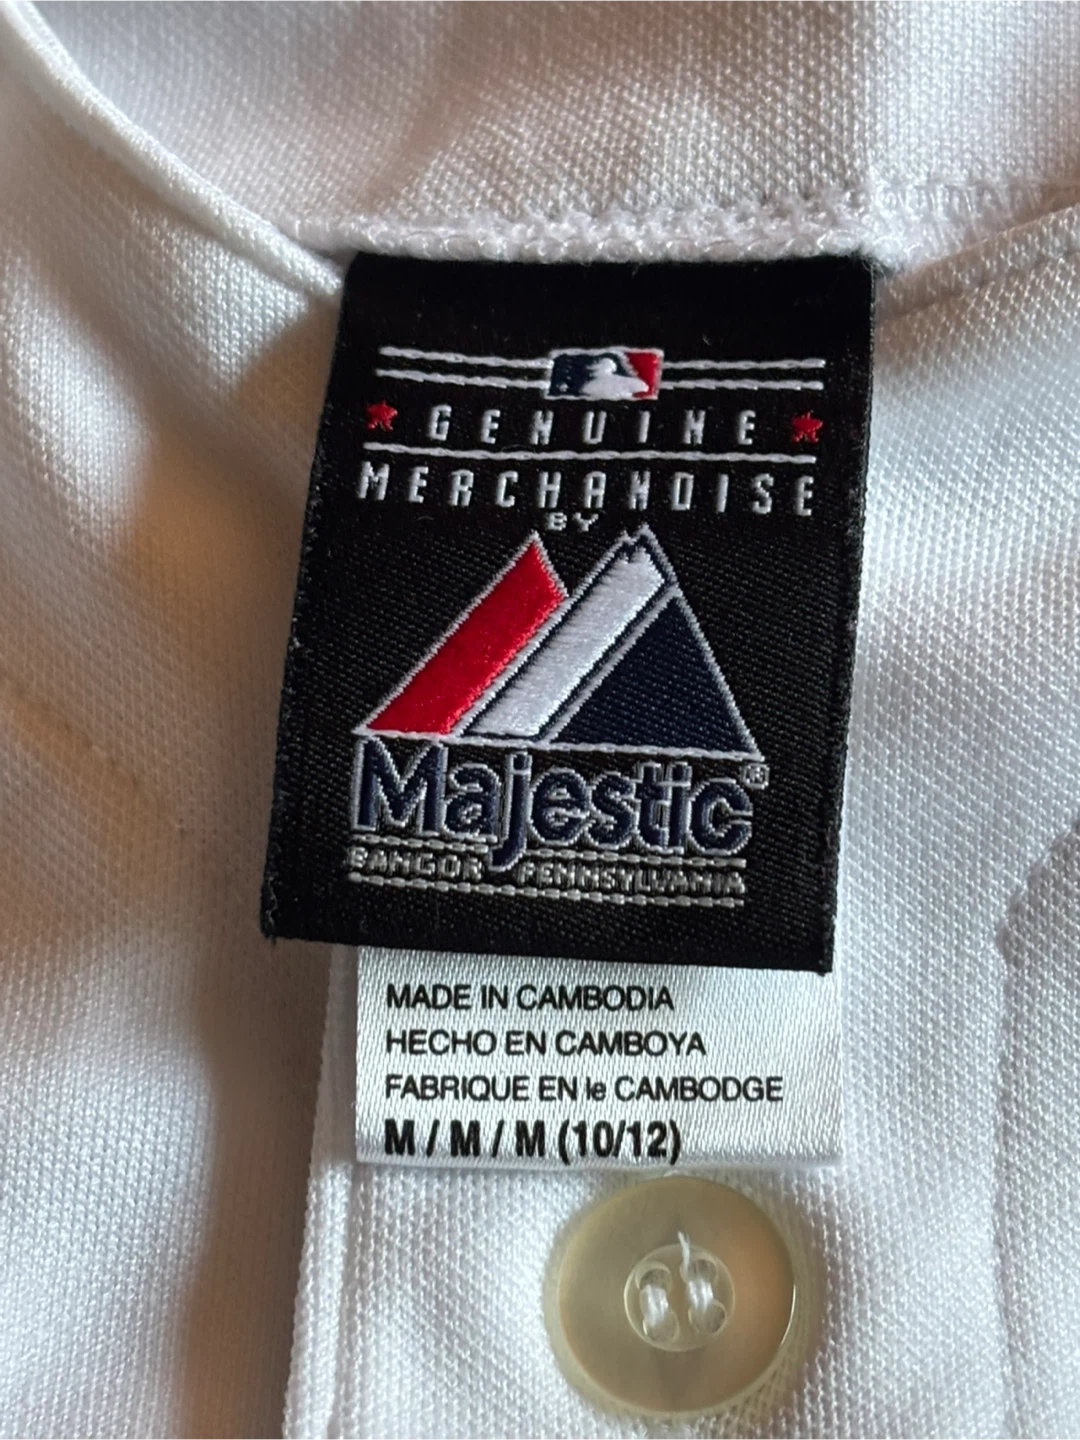 GENUINE
MERCHANDISE
BY
Majestic®
BANGOR PENNSYLVANIA
MADE IN CAMBODIA
HECHO EN CAMBOYA
FABRIQUE EN le CAMBODGE
M / M / M (10/12)